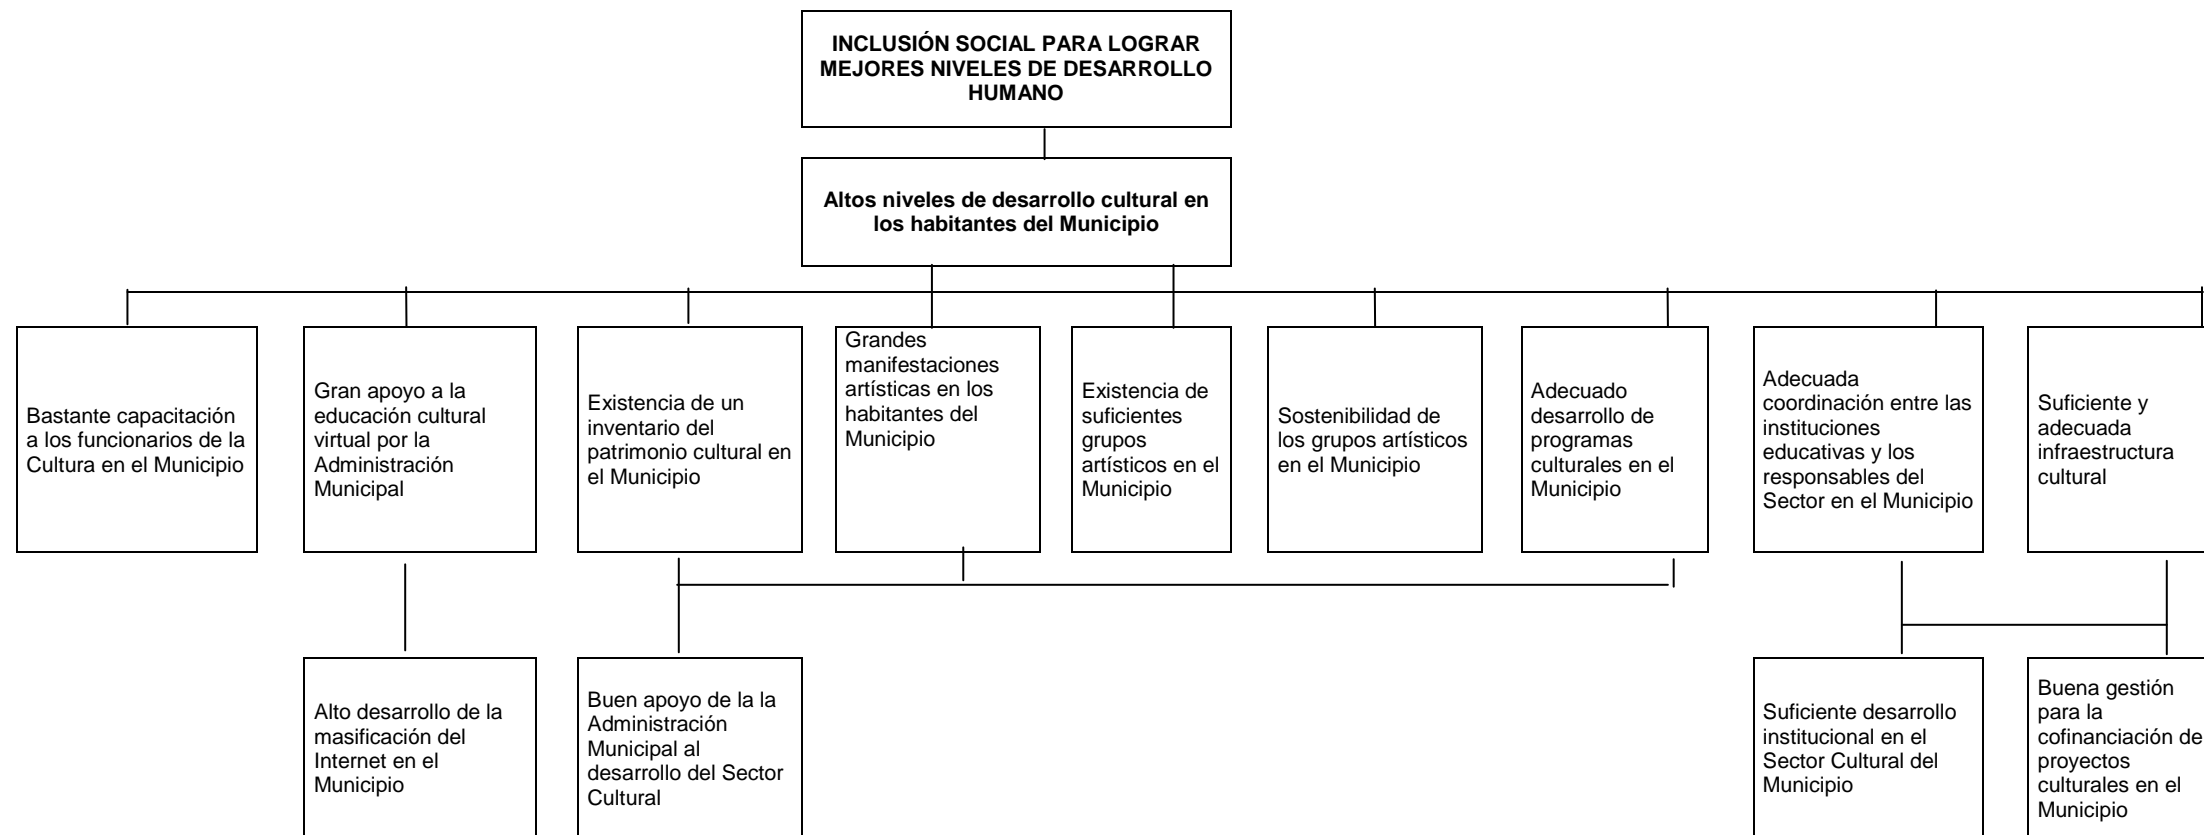 INCLUSIÓN SOCIAL PARA LOGRAR
MEJORES NIVELES DE DESARROLLO
HUMANO
Altos niveles de desarrollo cultural en
los habitantes del Municipio
Bastante capacitación
a los funcionarios de la
Cultura en el Municipio
Gran apoyo a la
educación cultural
virtual por la
Administración
Municipal
Existencia de un
inventario del
patrimonio cultural en
el Municipio
Grandes
manifestaciones
artísticas en los
habitantes del
Municipio
Existencia de
suficientes
grupos
artísticos en el
Municipio
Sostenibilidad de
los grupos artísticos
en el Municipio
Adecuado
desarrollo de
programas
culturales en el
Municipio
Adecuada
coordinación entre las
instituciones
educativas y los
responsables del
Sector en el Municipio
Suficiente y
adecuada
infraestructura
cultural
Alto desarrollo de la
masificación del
Internet en el
Municipio
Buen apoyo de la la
Administración
Municipal al
desarrollo del Sector
Cultural
Suficiente desarrollo
institucional en el
Sector Cultural del
Municipio
Buena gestión
para la
cofinanciación de
proyectos
culturales en el
Municipio